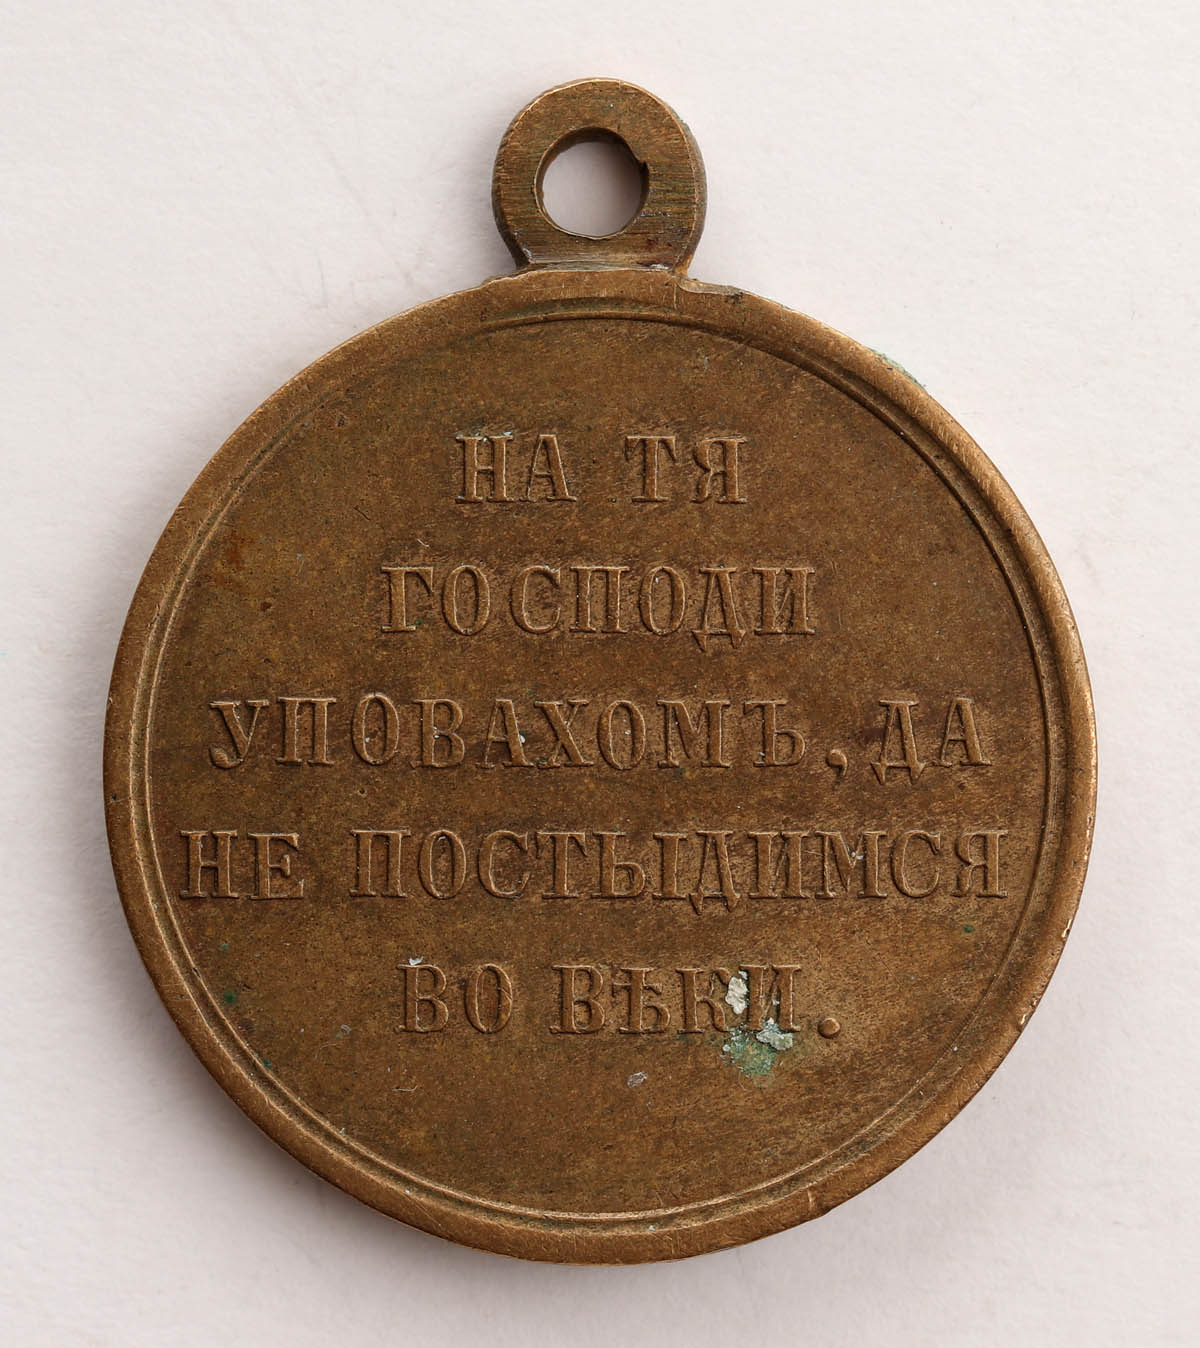 НА ТЯ
ГОСПОДИ
УПОВАХОМЪ, ДА
НЕ ПОСТЫДИМСЯ
ВО ВѢКИ.